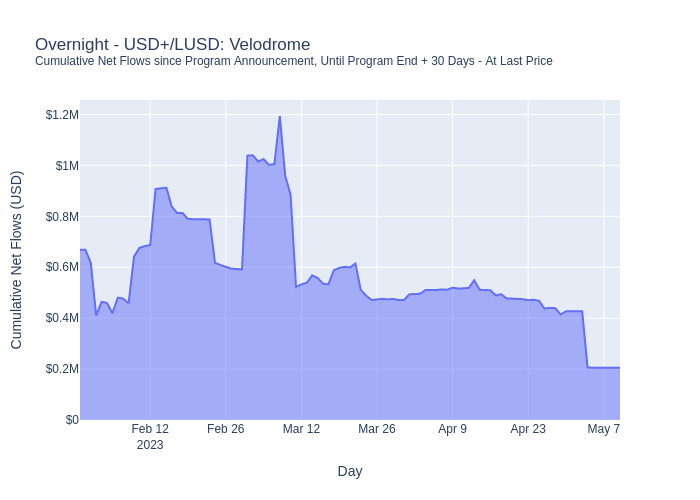 Overnight - USD+/LUSD: Velodrome
Cumulative Net Flows since Program Announcement, Until Program End + 30 Days - At Last Price
Cumulative Net Flows (USD)
$1.2M
$1M
$0.8M
$0.6M
$0.4M
$0.2M
$0
Feb 12 Feb 26 Mar 12 Mar 26 Apr 9 Apr 23 May 7
2023
Day